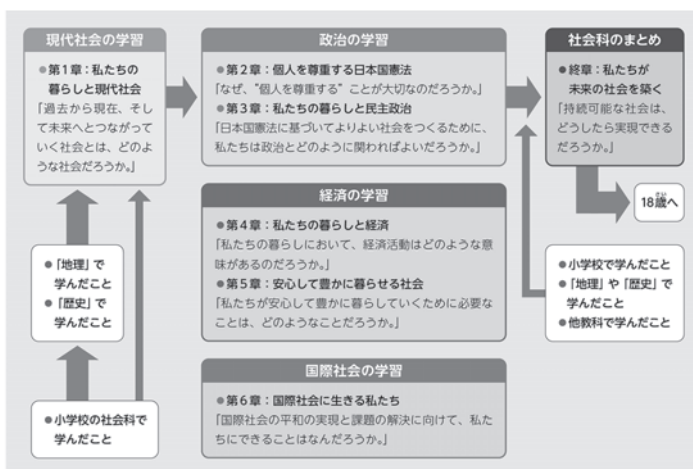 現代社会の学習
●第1章:私たちの
暮らしと現代社会
「過去から現在、そし
て未来へとつながって
いく社会とは、どのよ
うな社会だろうか。」
政治の学習
●第2章:個人を尊重する日本国憲法
「なぜ、“個人を尊重する”ことが大切なのだろうか。」
●第3章:私たちの暮らしと民主政治
「日本国憲法に基づいてよりよい社会をつくるために、
私たちは政治とどのように関わればよいだろうか。」
経済の学習
●第4章:私たちの暮らしと経済
「私たちの暮らしにおいて、経済活動はどのような意
味があるのだろうか。」
●第5章:安心して豊かに暮らせる社会
「私たちが安心して豊かに暮らしていくために必要な
ことは、どのようなことだろうか。」
国際社会の学習
●第6章:国際社会に生きる私たち
「国際社会の平和の実現と課題の解決に向けて、私た
ちにできることはなんだろうか。」
社会科のまとめ
●終章:私たちが
未来の社会を築く
「持続可能な社会は、
どうしたら実現できる
だろうか。」
さい
18歳へ
●「地理」で
学んだこと
●「歴史」で
学んだこと
●小学校の社会科で
学んだこと
●小学校で学んだこと
●「地理」や「歴史」で
学んだこと
●他教科で学んだこと